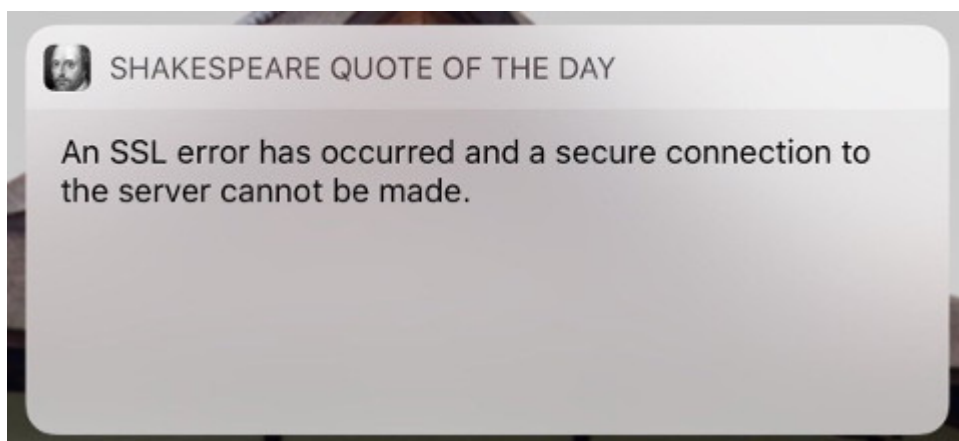 SHAKESPEARE QUOTE OF THE DAY
An SSL error has occurred and a secure connection to
the server cannot be made.